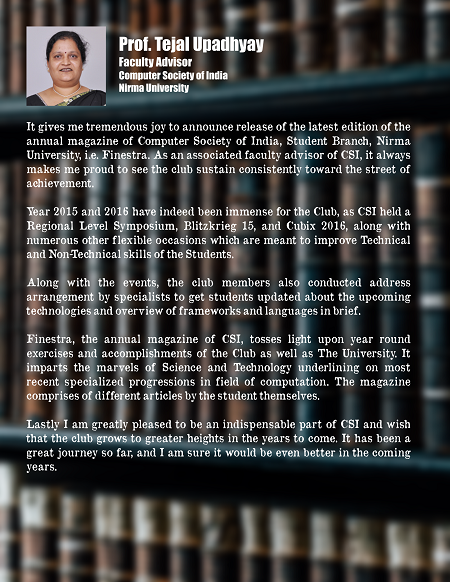 Prof. Tejal Upadhyay
Faculty Advisor
Computer Society of India
Nirma University
It gives me tremendous joy to announce release of the latest edition of the
annual magazine of Computer Society of India, Student Branch, Nirma
University, i.e. Finestra. As an associated faculty advisor of CSI, it always
makes me proud to see the club sustain consistently toward the street of
achievement.
Year 2015 and 2016 have indeed been immense for the Club, as CSI held a
Regional Level Symposium, Blitzkrieg 15, and Cubix 2016, along with
numerous other flexible occasions which are meant to improve Technical
and Non-Technical skills of the Students.
Along with the events, the club members also conducted address
arrangement by specialists to get students updated about the upcoming
technologies and overview of frameworks and languages in brief.
Finestra, the annual magazine of CSI, tosses light upon year round
exercises and accomplishments of the Club as well as The University. It
imparts the marvels of Science and Technology underlining on most
recent specialized progressions in field of computation. The magazine
comprises of different articles by the student themselves.
Lastly I am greatly pleased to be an indispensable part of CSI and wish
that the club grows to greater heights in the years to come. It has been a
great journey so far, and I am sure it would be even better in the coming
years.